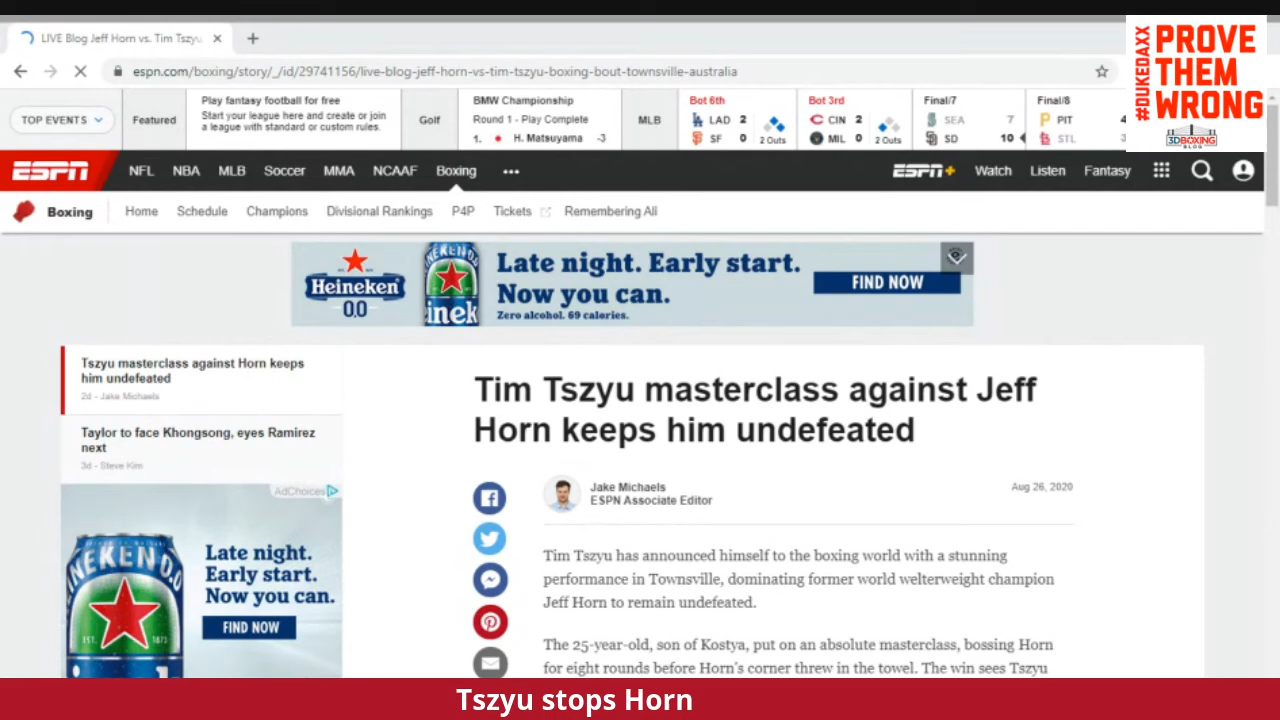 LIVE Blog Jeff Horn vs. Tim Tszyu
espn.com/boxing/story/_/id/29741156/live-blog-jeff-horn-vs-tim-tszyu-boxing-bout-townsville-australia
#DUKEDAXX
PROVE
THEM
WRONG
3DBOXING
BLOG
TOP EVENTS
Featured
Play fantasy football for free
Start your league here and create or join
a league with standard or custom rules.
Golf
BMW Championship
Round 1 - Play Complete
1. H. Matsuyama -3
MLB
Bot 6th
LAD 2
SF 0
2 Outs
Bot 3rd
CIN 2
MIL 0
2 Outs
Final/7
SEA 7
SD 10
Final/8
PIT 4
STL 3
ESPN
NFL NBA MLB Soccer MMA NCAAF Boxing
ESPN+ Watch Listen Fantasy
Boxing
Home Schedule Champions Divisional Rankings P4P Tickets Remembering Ali
Heineken
0.0
HEINEKEN 0.0
Late night. Early start.
Now you can.
Zero alcohol. 69 calories.
FIND NOW
Tszyu masterclass against Horn keeps
him undefeated
2d - Jake Michaels
Taylor to face Khongsong, eyes Ramirez
next
3d - Steve Kim
AdChoices
Late night.
Early start.
Now you can.
FIND NOW
EST. 1873
Tim Tszyu masterclass against Jeff
Horn keeps him undefeated
Jake Michaels
ESPN Associate Editor
Aug 26, 2020
Tim Tszyu has announced himself to the boxing world with a stunning
performance in Townsville, dominating former world welterweight champion
Jeff Horn to remain undefeated.
The 25-year-old, son of Kostya, put on an absolute masterclass, bossing Horn
for eight rounds before Horn's corner threw in the towel. The win sees Tszyu
Tszyu stops Horn